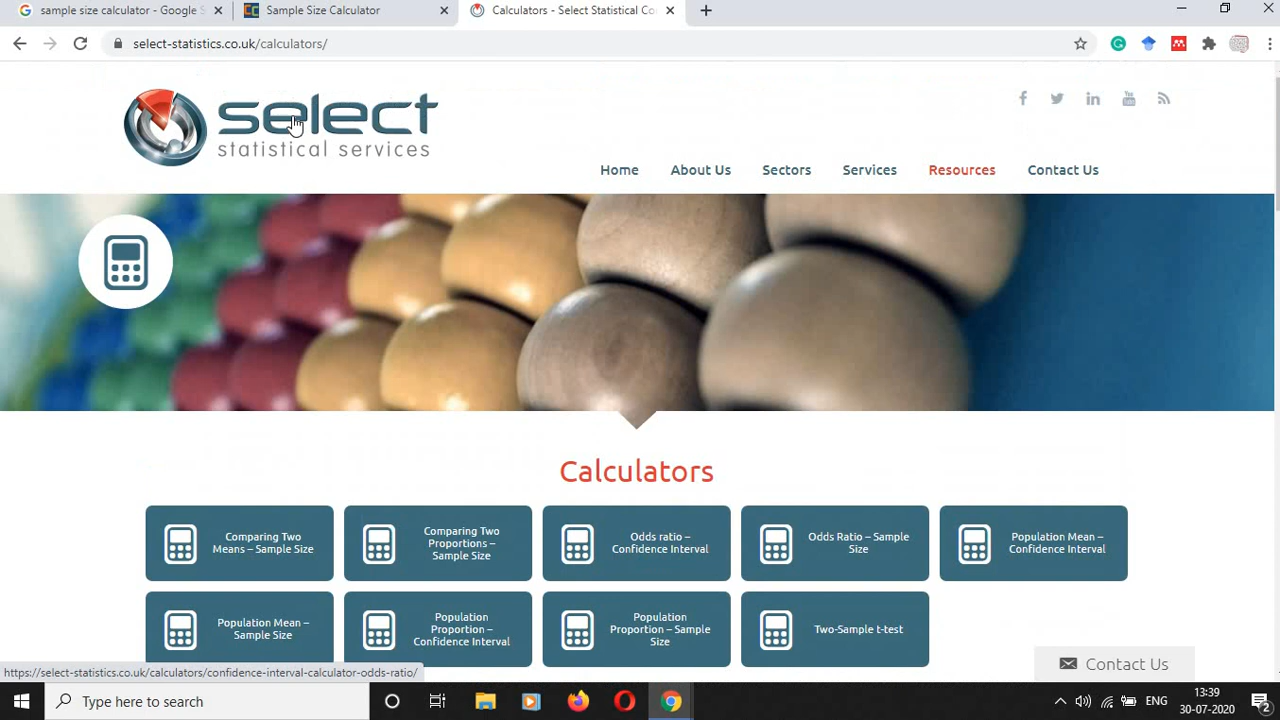 sample size calculator - Google S
Sample Size Calculator
Calculators - Select Statistical Co
select-statistics.co.uk/calculators/
select
statistical services
Home
About Us
Sectors
Services
Resources
Contact Us
Calculators
Comparing Two
Means – Sample Size
Comparing Two
Proportions –
Sample Size
Odds ratio –
Confidence Interval
Odds Ratio – Sample
Size
Population Mean –
Confidence Interval
Population Mean –
Sample Size
Population
Proportion –
Confidence Interval
Population
Proportion – Sample
Size
Two-Sample t-test
Contact Us
https://select-statistics.co.uk/calculators/confidence-interval-calculator-odds-ratio/
Type here to search
ENG
13:39
30-07-2020
2